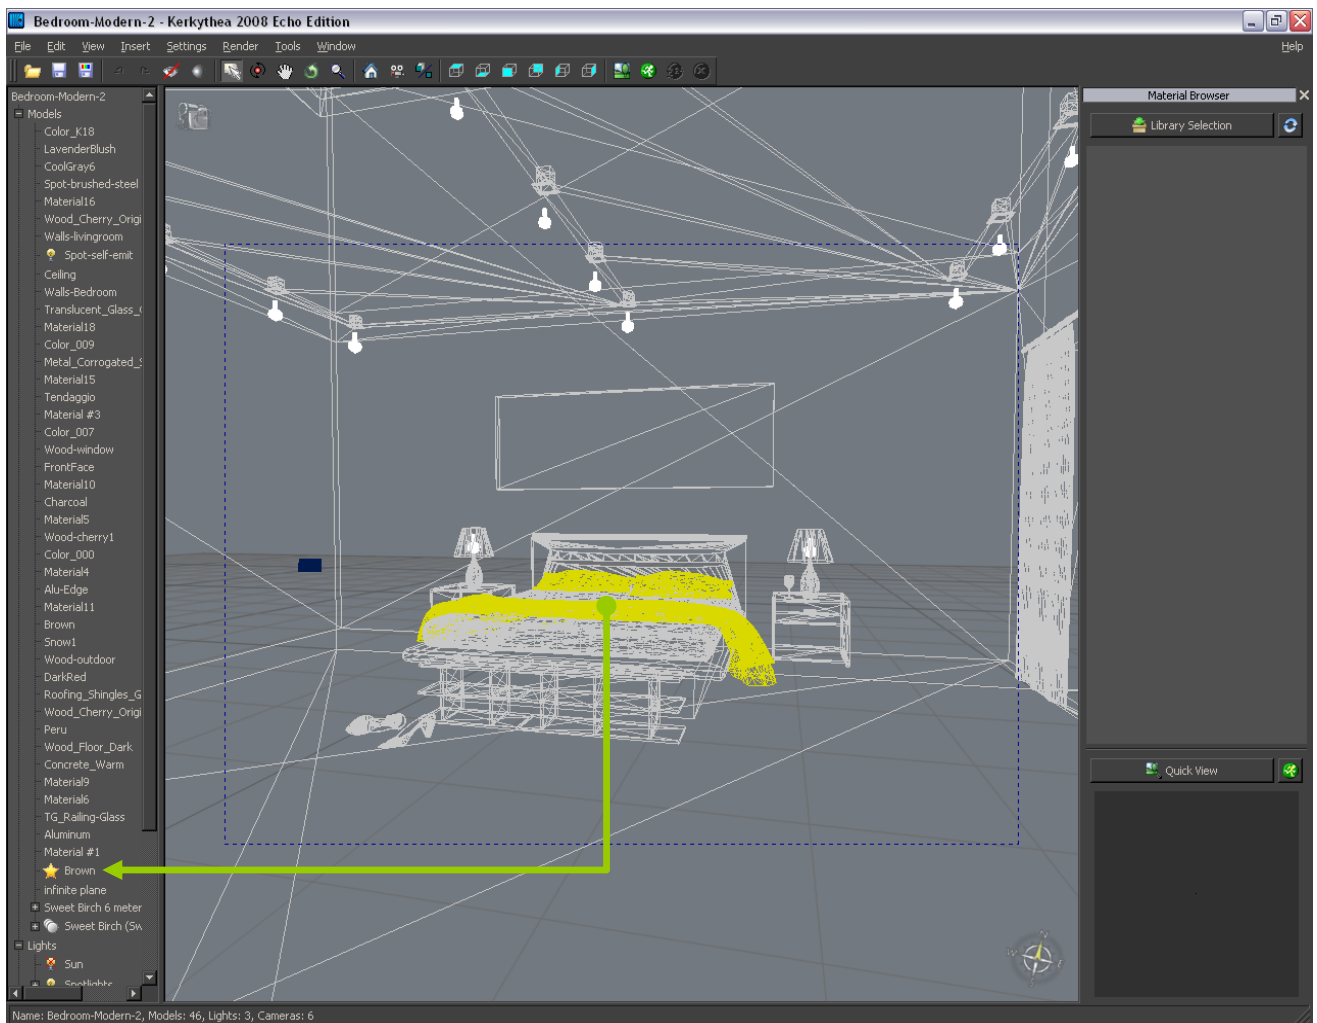 Bedroom-Modern-2 - Kerkythea 2008 Echo Edition
File Edit View Insert Settings Render Tools Window Help
Bedroom-Modern-2
Models
Color_K18
LavenderBlush
CoolGray6
Spot-brushed-steel
Material16
Wood_Cherry_Origi
Walls-livingroom
Spot-self-emit
Ceiling
Walls-Bedroom
Translucent_Glass_
Material18
Color_009
Metal_Corrogated_S
Material15
Tendaggio
Material #3
Color_007
Wood-window
FrontFace
Material10
Charcoal
Material5
Wood-cherry1
Color_000
Material4
Alu-Edge
Material11
Brown
Snow1
Wood-outdoor
DarkRed
Roofing_Shingles_G
Wood_Cherry_Origi
Peru
Wood_Floor_Dark
Concrete_Warm
Material9
Material6
TG_Railing-Glass
Aluminum
Material #1
Brown
infinite plane
Sweet Birch 6 meter
Sweet Birch (Sw
Lights
Sun
Spotlights
Material Browser
Library Selection
Quick View
Name: Bedroom-Modern-2, Models: 46, Lights: 3, Cameras: 6